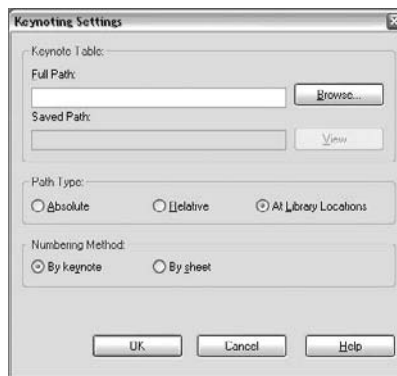 Keynoting Settings
Keynote Table:
Full Path:
Browse...
Saved Path:
View
Path Type:
Absolute Relative At Library Locations
Numbering Method:
By keynote By sheet
OK Cancel Help